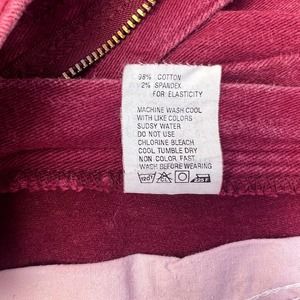 98% COTTON
2% SPANDEX
FOR ELASTICITY
MACHINE WASH COOL
WITH LIKE COLORS
SUDSY WATER
DO NOT USE
CHLORINE BLEACH
COOL TUMBLE DRY
NON COLOR FAST
WASH BEFORE WEARING